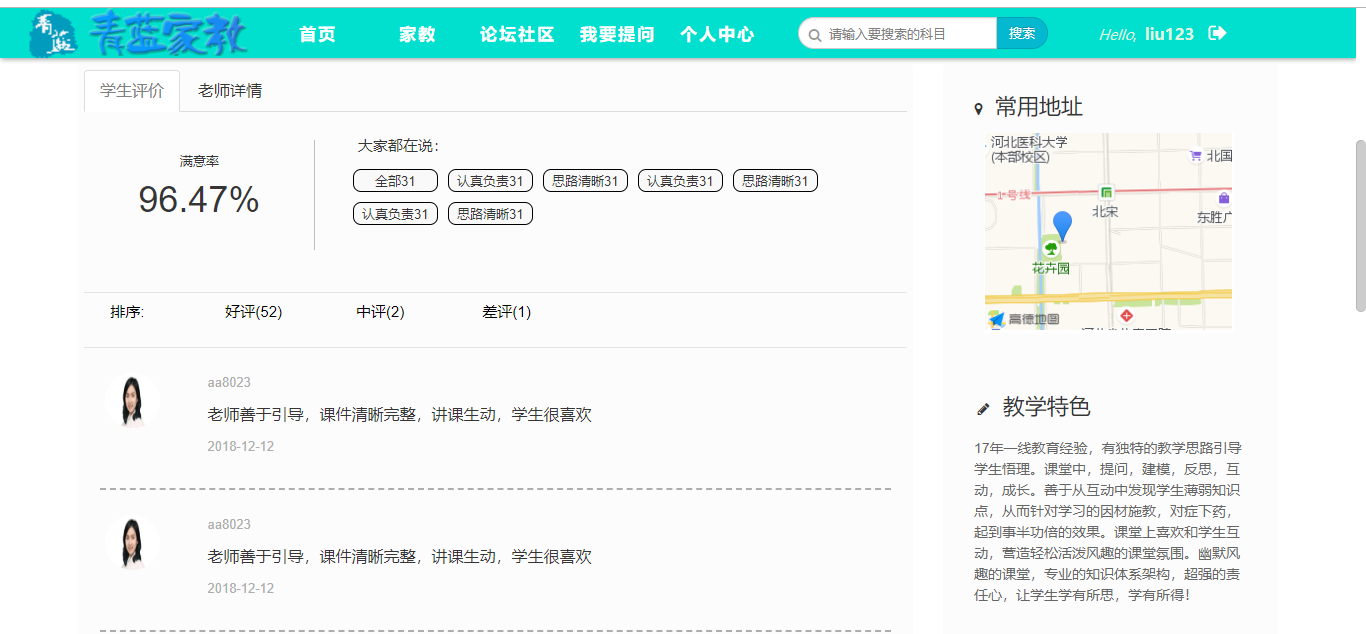 青蓝
青蓝家教
首页
家教
论坛社区
我要提问
个人中心
请输入要搜索的科目
搜索
Hello, liu123
学生评价
老师详情
满意率
96.47%
大家都在说：
全部31
认真负责31
思路清晰31
认真负责31
思路清晰31
认真负责31
思路清晰31
排序:
好评(52)
中评(2)
差评(1)
aa8023
老师善于引导，课件清晰完整，讲课生动，学生很喜欢
2018-12-12
aa8023
老师善于引导，课件清晰完整，讲课生动，学生很喜欢
2018-12-12
常用地址
河北医科大学
(本部校区)
北国
1号线
北宋
东胜广
花卉园
高德地图
教学特色
17年一线教育经验，有独特的教学思路引导
学生悟理。课堂中，提问，建模，反思，互
动，成长。善于从互动中发现学生薄弱知识
点，从而针对学习的因材施教，对症下药，
起到事半功倍的效果。课堂上喜欢和学生互
动，营造轻松活泼风趣的课堂氛围。幽默风
趣的课堂，专业的知识体系架构，超强的责
任心，让学生学有所思，学有所得！